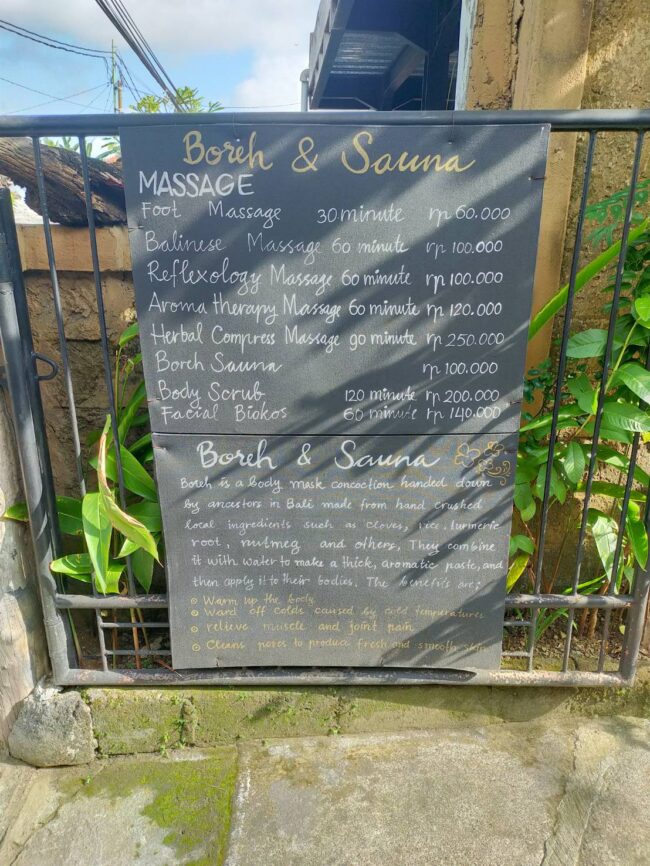 Boreh & Sauna
MASSAGE
Foot Massage 30 minute rp 60.000
Balinese Massage 60 minute rp 100.000
Reflexology Massage 60 minute rp 100.000
Aroma therapy Massage 60 minute rp 120.000
Herbal Compress Massage 90 minute rp 250.000
Boreh Sauna rp 100.000
Body Scrub 120 minute rp 200.000
Facial Biokos 60 minute rp 140.000
Boreh & Sauna
Boreh is a body mask concoction handed down
by ancestors in Bali made from hand crushed
local ingredients such as cloves, rice, turmeric
root, nutmeg and others. They combine
it with water to make a thick, aromatic paste, and
then apply it to their bodies. The benefits are;
Warm up the body
Ward off colds caused by cold temperatures
relieve muscle and joint pain
Cleans pores to produce fresh and smooth skin